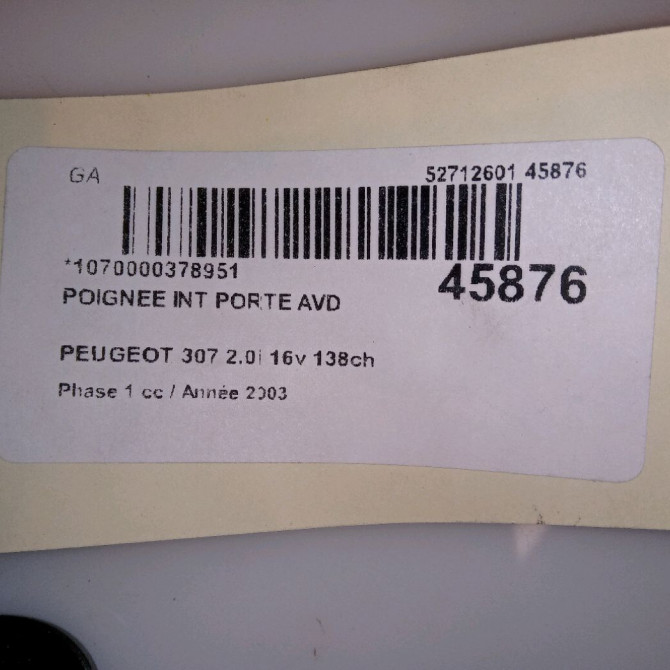 GA 52712601 45876
*1070000378951 45876
POIGNEE INT PORTE AVD
PEUGEOT 307 2.0i 16v 138ch
Phase 1 cc / Année 2003